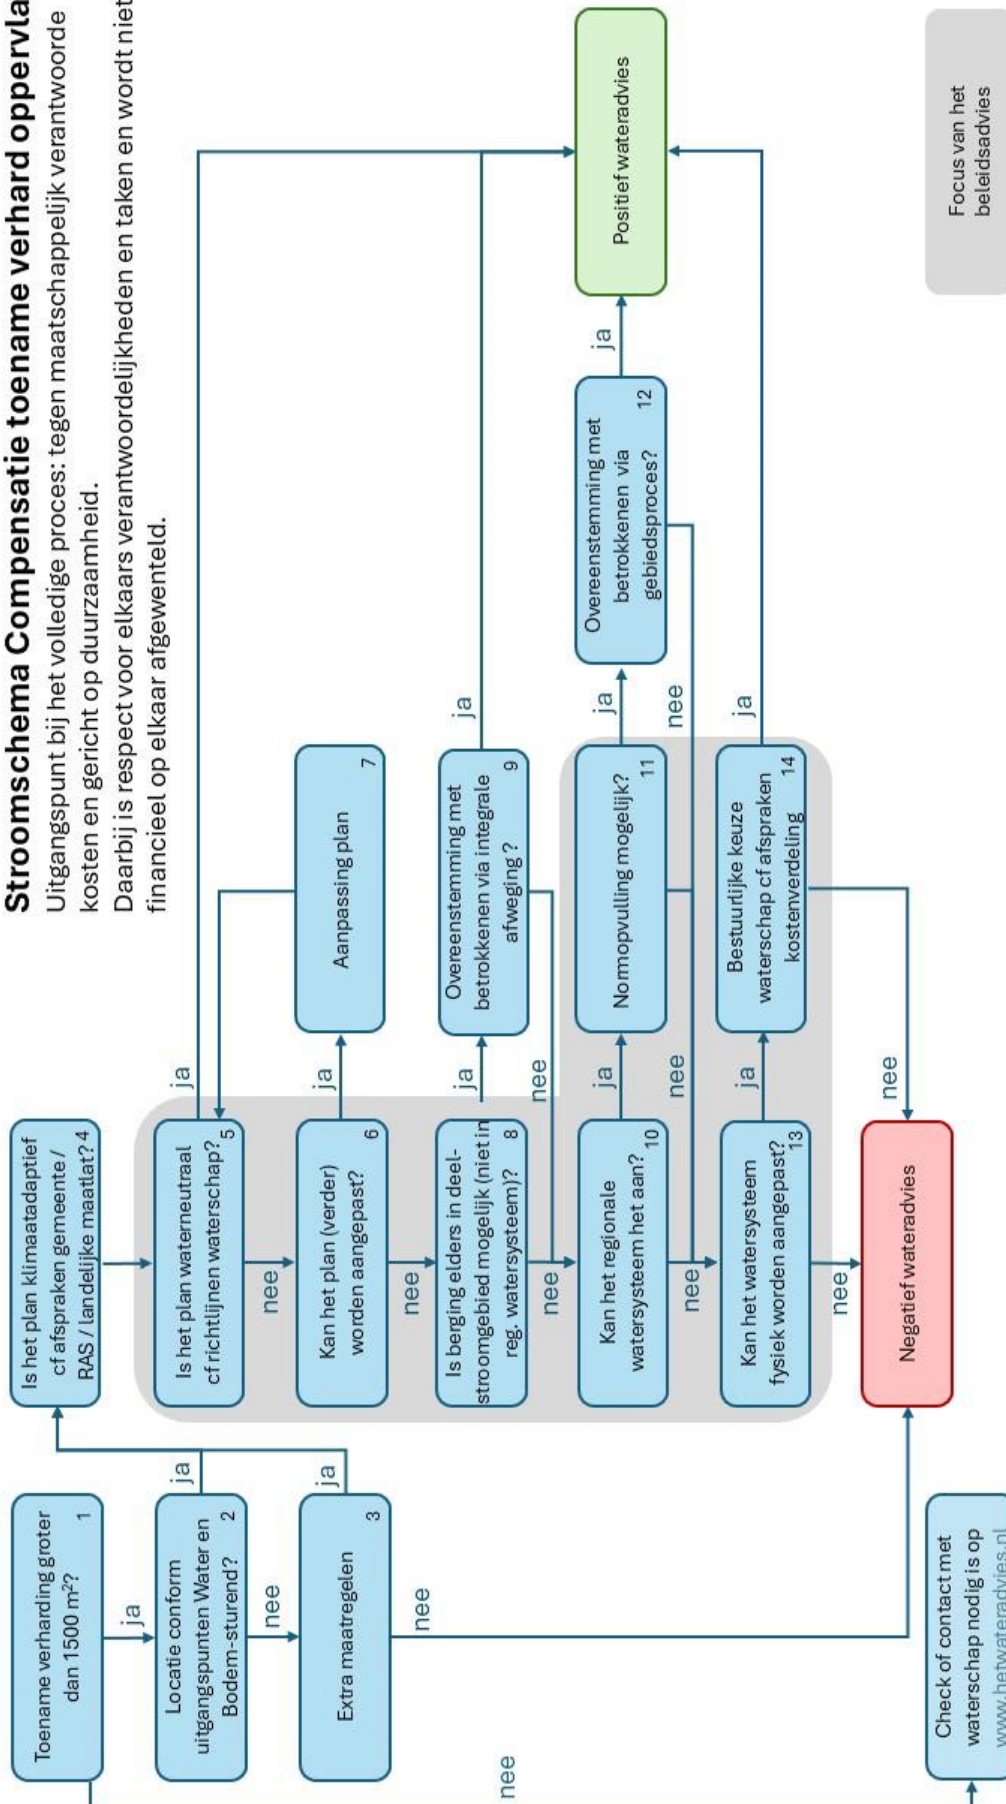 Stroomschema Compensatie toename verhard oppervla
Uitgangspunt bij het volledige proces: tegen maatschappelijk verantwoorde
kosten en gericht op duurzaamheid.
Daarbij is respect voor elkaars verantwoordelijkheden en taken en wordt niet
financieel op elkaar afgewenteld.
Toename verharding groter
dan 1500 m²?
1
ja
nee
Locatie conform
uitgangspunten Water en
Bodem-sturend?
2
ja
nee
Extra maatregelen
3
ja
nee
Check of contact met
waterschap nodig is op
www.hetwateradvies.nl
Is het plan klimaatadaptief
cf afspraken gemeente /
RAS / landelijke maatlat?
4
Is het plan waterneutraal
cf richtlijnen waterschap?
5
ja
nee
Kan het plan (verder)
worden aangepast?
6
ja
nee
Aanpassing plan
7
Is berging elders in deel-
stroomgebied mogelijk (niet in
reg. watersysteem)?
8
ja
nee
Overeenstemming met
betrokkenen via integrale
afweging ?
9
ja
nee
Kan het regionale
watersysteem het aan?
10
ja
nee
Normopvulling mogelijk?
11
ja
nee
Overeenstemming met
betrokkenen via
gebiedsproces?
12
ja
nee
Kan het watersysteem
fysiek worden aangepast?
13
ja
nee
Bestuurlijke keuze
waterschap cf afspraken
kostenverdeling
14
ja
nee
Negatief wateradvies
Positief wateradvies
Focus van het
beleidsadvies